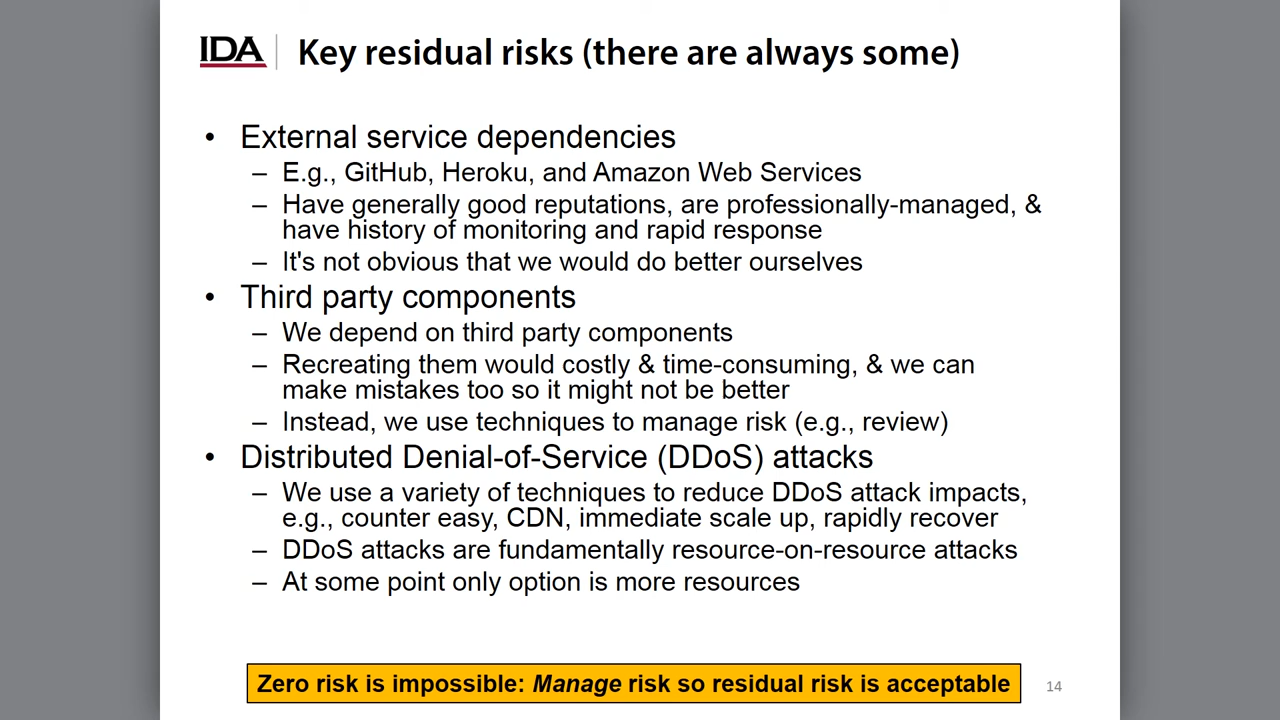 IDA
Key residual risks (there are always some)
• External service dependencies
– E.g., GitHub, Heroku, and Amazon Web Services
– Have generally good reputations, are professionally-managed, &
have history of monitoring and rapid response
– It's not obvious that we would do better ourselves
• Third party components
– We depend on third party components
– Recreating them would costly & time-consuming, & we can
make mistakes too so it might not be better
– Instead, we use techniques to manage risk (e.g., review)
• Distributed Denial-of-Service (DDoS) attacks
– We use a variety of techniques to reduce DDoS attack impacts,
e.g., counter easy, CDN, immediate scale up, rapidly recover
– DDoS attacks are fundamentally resource-on-resource attacks
– At some point only option is more resources
Zero risk is impossible: Manage risk so residual risk is acceptable
14